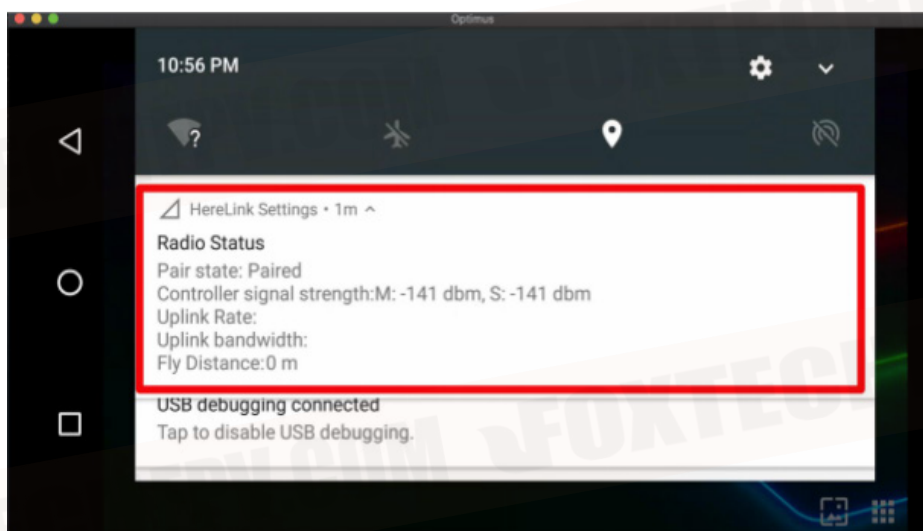 Optimus
10:56 PM
?
HereLink Settings • 1m ^
Radio Status
Pair state: Paired
Controller signal strength:M: -141 dbm, S: -141 dbm
Uplink Rate:
Uplink bandwidth:
Fly Distance:0 m
USB debugging connected
Tap to disable USB debugging.
FOXTECH